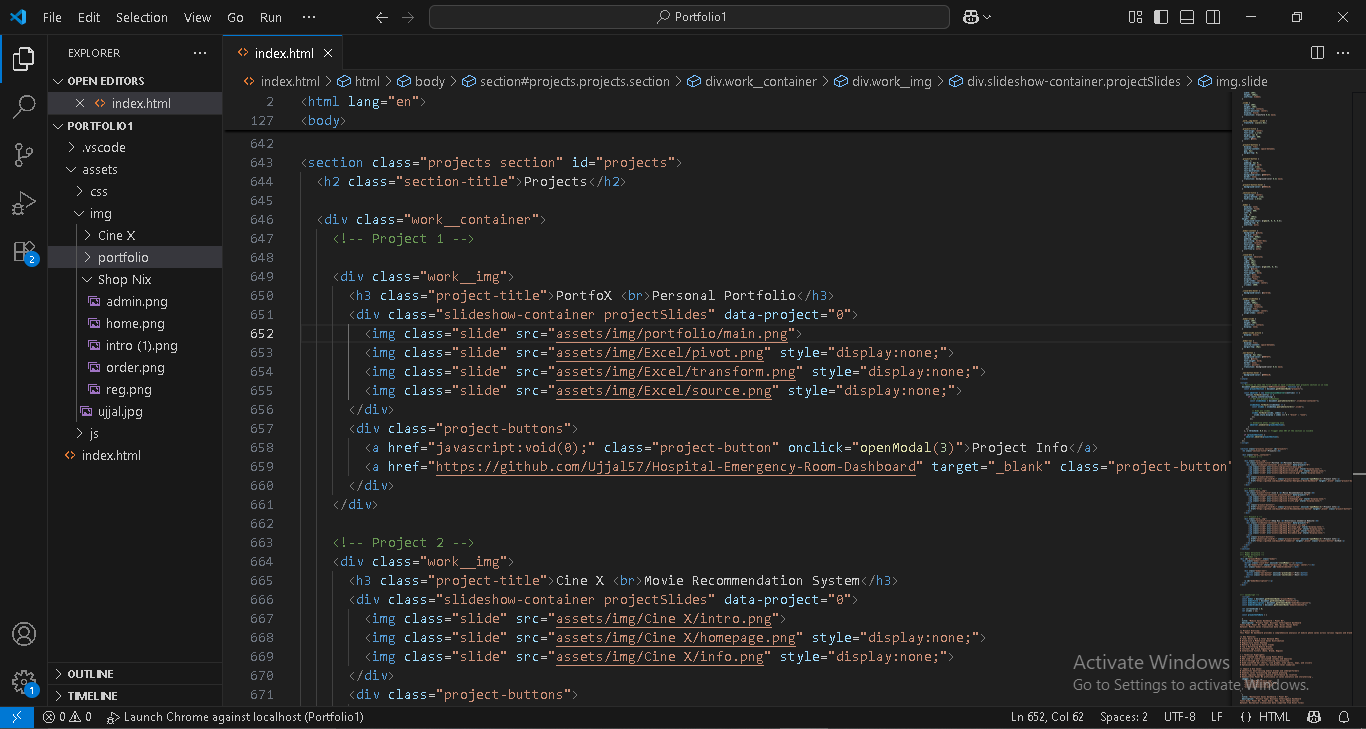 File Edit Selection View Go Run ··· Portfolio1
EXPLORER ···
OPEN EDITORS
index.html
PORTFOLIO1
.vscode
assets
css
img
Cine X
portfolio
Shop Nix
admin.png
home.png
intro (1).png
order.png
reg.png
ujjal.jpg
js
index.html
OUTLINE
TIMELINE
2
1
index.html
index.html > html > body > section#projects.projects.section > div.work__container > div.work__img > div.slideshow-container.projectSlides > img.slide
2 <html lang="en">
127 <body>
642
643 <section class="projects section" id="projects">
644 <h2 class="section-title">Projects</h2>
645
646 <div class="work__container">
647 <!-- Project 1 -->
648
649 <div class="work__img">
650 <h3 class="project-title">PortfoX <br>Personal Portfolio</h3>
651 <div class="slideshow-container projectSlides" data-project="0">
652 <img class="slide" src="assets/img/portfolio/main.png">
653 <img class="slide" src="assets/img/Excel/pivot.png" style="display:none;">
654 <img class="slide" src="assets/img/Excel/transform.png" style="display:none;">
655 <img class="slide" src="assets/img/Excel/source.png" style="display:none;">
656 </div>
657 <div class="project-buttons">
658 <a href="javascript:void(0);" class="project-button" onclick="openModal(3)">Project Info</a>
659 <a href="https://github.com/Ujjal57/Hospital-Emergency-Room-Dashboard" target="_blank" class="project-button"
660 </div>
661 </div>
662
663 <!-- Project 2 -->
664 <div class="work__img">
665 <h3 class="project-title">Cine X <br>Movie Recommendation System</h3>
666 <div class="slideshow-container projectSlides" data-project="0">
667 <img class="slide" src="assets/img/Cine X/intro.png">
668 <img class="slide" src="assets/img/Cine X/homepage.png" style="display:none;">
669 <img class="slide" src="assets/img/Cine X/info.png" style="display:none;">
670 </div>
671 <div class="project-buttons">
Activate Windows
Go to Settings to activate Windows.
0 0 Launch Chrome against localhost (Portfolio1) Ln 652, Col 62 Spaces: 2 UTF-8 LF {} HTML